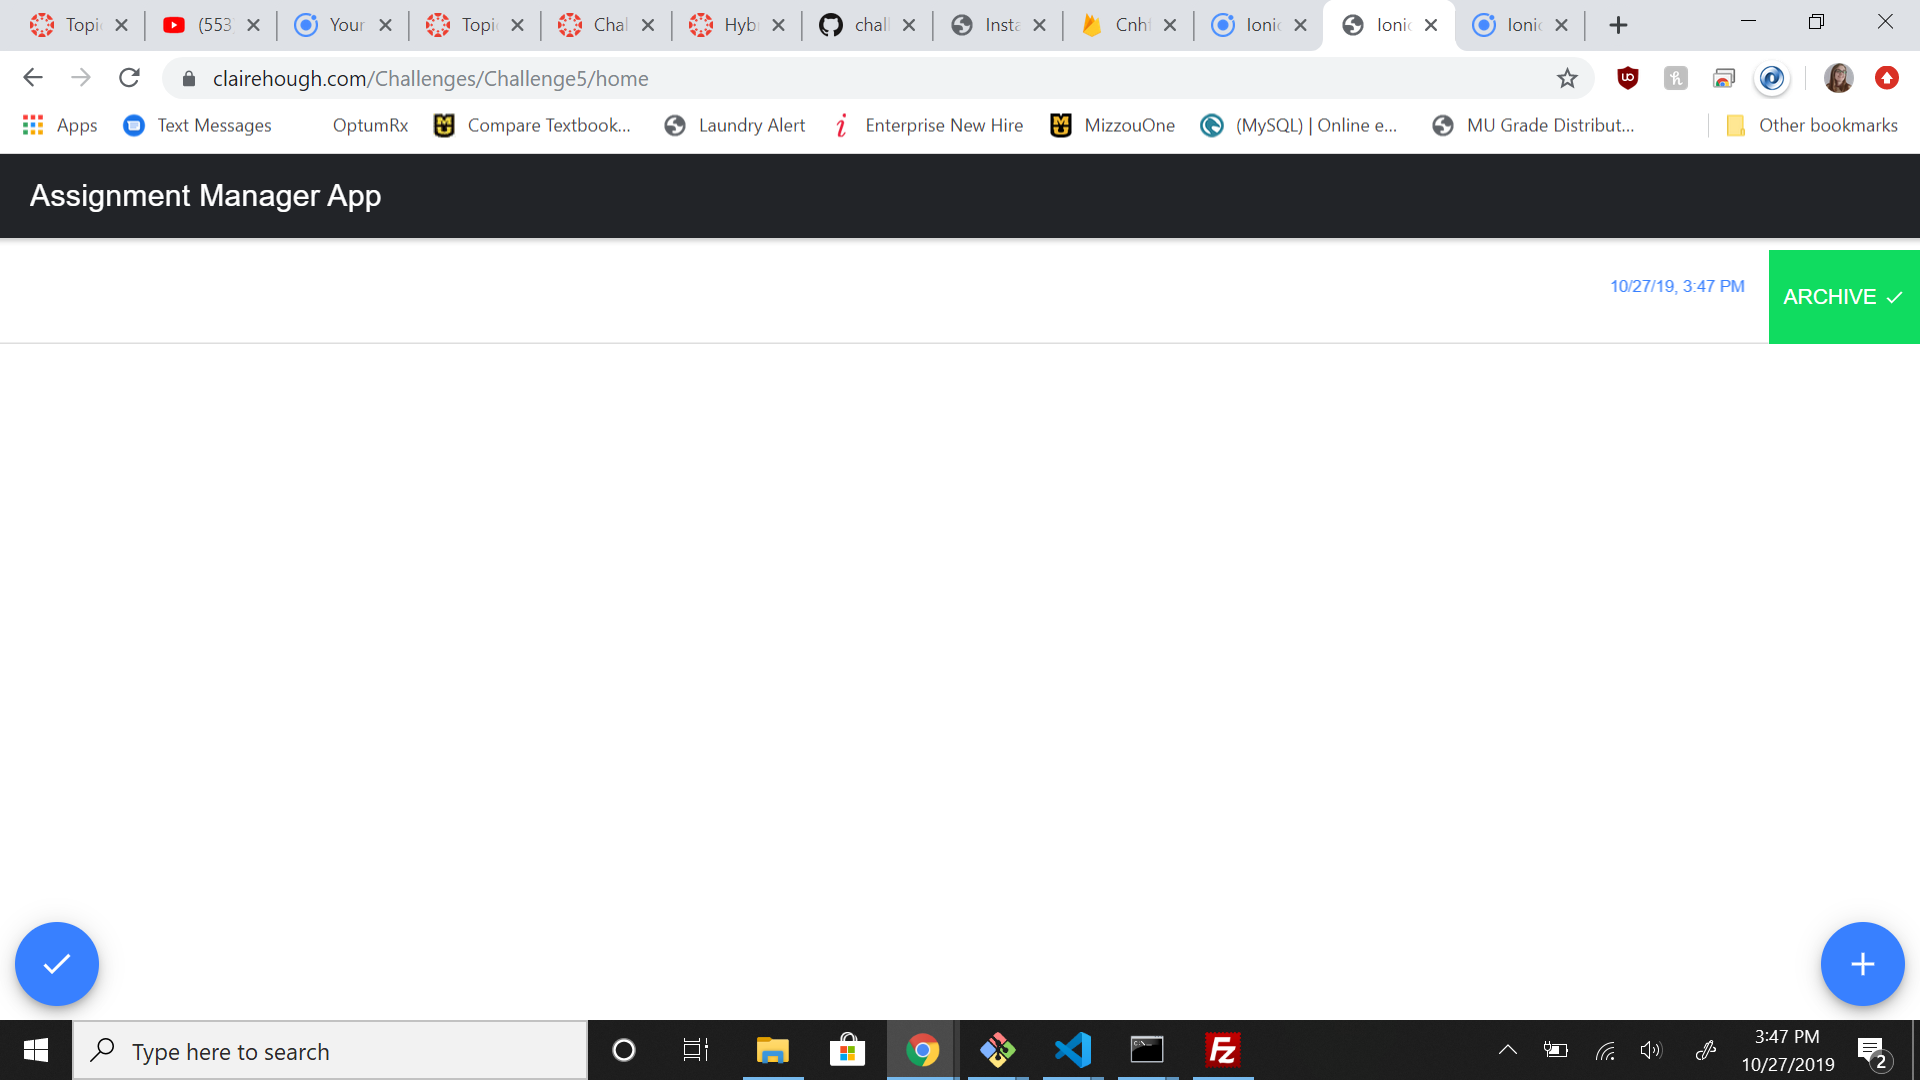 Topi
(553
Your
Topi
Chal
Hyb
chall
Insta
Cnh
Ionic
Ionic
Ionic
clairehough.com/Challenges/Challenge5/home
Apps
Text Messages
OptumRx
Compare Textbook...
Laundry Alert
Enterprise New Hire
MizzouOne
(MySQL) | Online e...
MU Grade Distribut...
Other bookmarks
Assignment Manager App
10/27/19, 3:47 PM
ARCHIVE
Type here to search
3:47 PM
10/27/2019
2